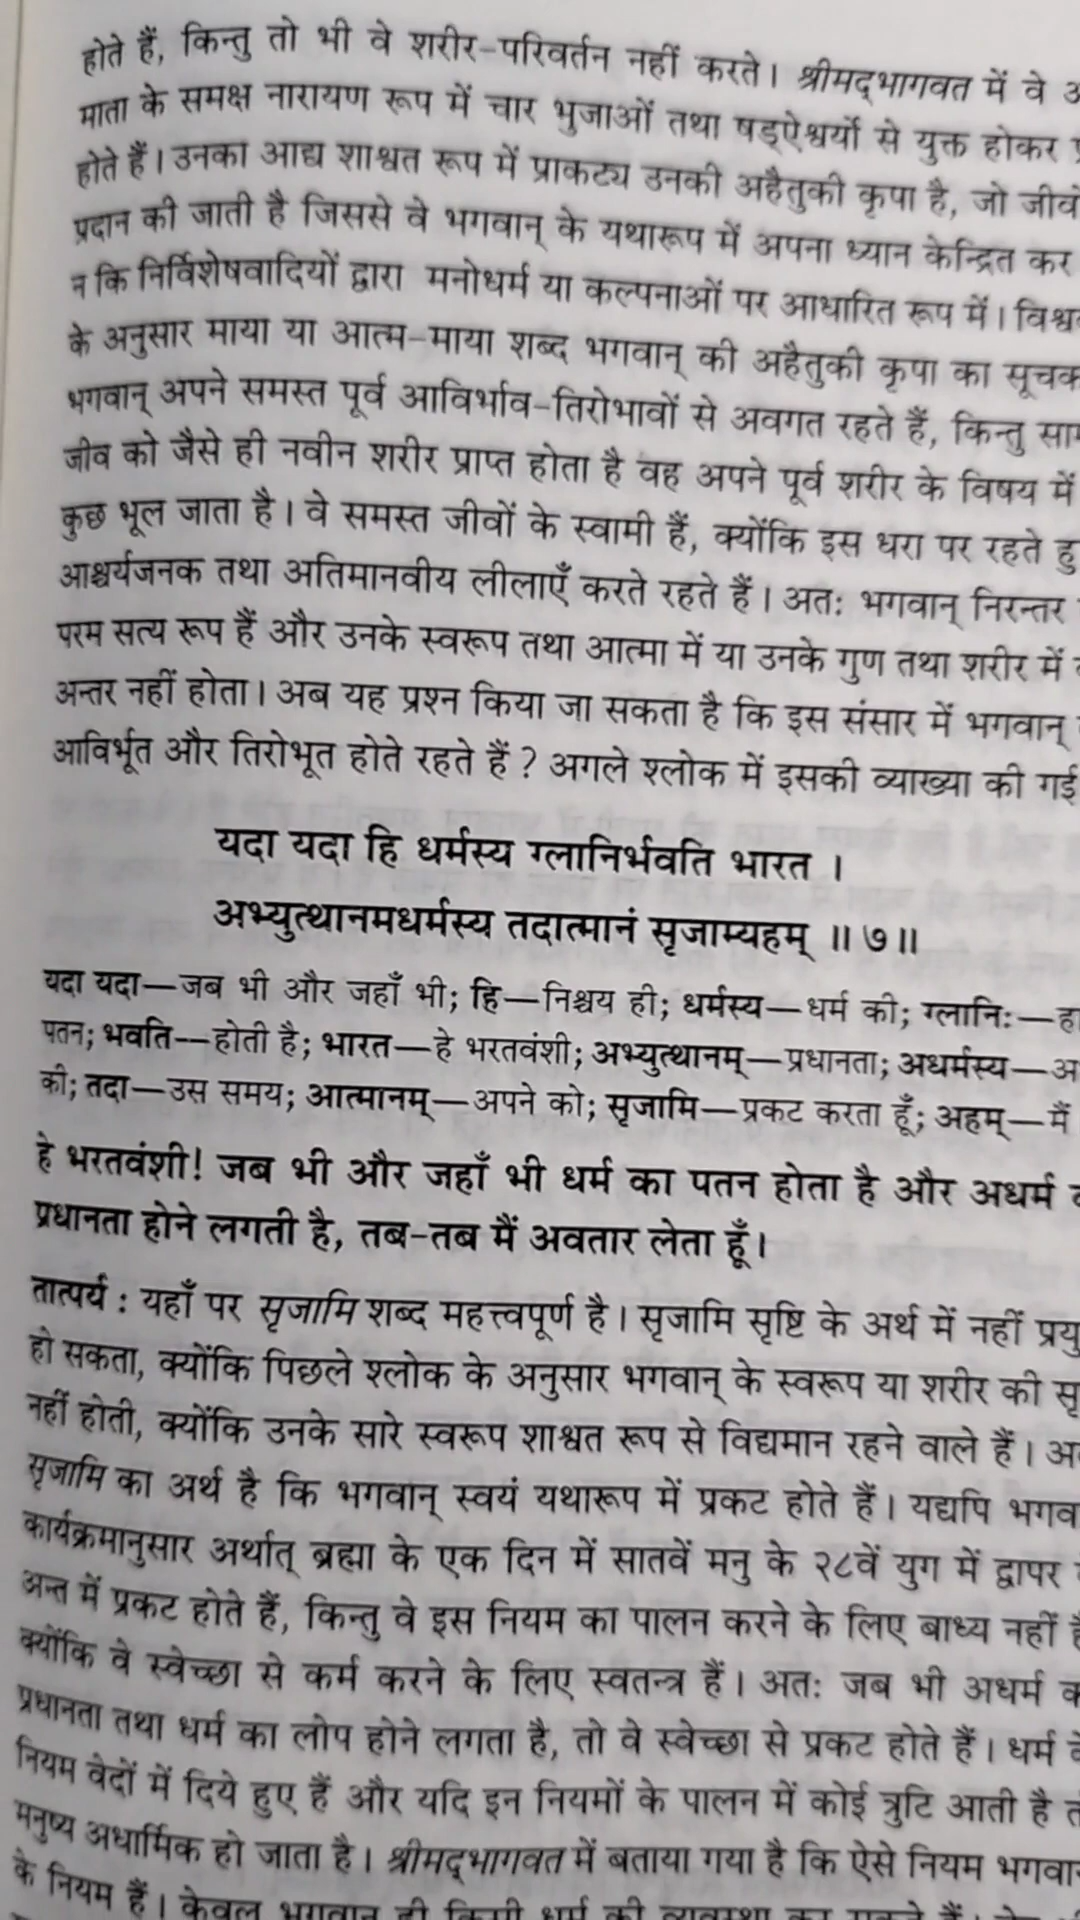 होते हैं, किन्तु तो भी वे शरीर-परिवर्तन नहीं करते। श्रीमद्भागवत में वे
माता के समक्ष नारायण रूप में चार भुजाओं तथा षड्ऐश्वर्यो से युक्त होकर
होते हैं। उनका आद्य शाश्वत रूप में प्राकट्य उनकी अहैतुकी कृपा है, जो जीवों
प्रदान की जाती है जिससे वे भगवान् के यथारूप में अपना ध्यान केन्द्रित कर
न कि निर्विशेषवादियों द्वारा मनोधर्म या कल्पनाओं पर आधारित रूप में।
के अनुसार माया या आत्म-माया शब्द भगवान् की अहैतुकी कृपा का सूचक
भगवान् अपने समस्त पूर्व आविर्भाव-तिरोभावों से अवगत रहते हैं, किन्तु
जीव को जैसे ही नवीन शरीर प्राप्त होता है वह अपने पूर्व शरीर के विषय में
कुछ भूल जाता है। वे समस्त जीवों के स्वामी हैं, क्योंकि इस धरा पर रहते
आश्चर्यजनक तथा अतिमानवीय लीलाएँ करते रहते हैं। अतः भगवान् निरन्तर
परम सत्य रूप हैं और उनके स्वरूप तथा आत्मा में या उनके गुण तथा शरीर में
अन्तर नहीं होता। अब यह प्रश्न किया जा सकता है कि इस संसार में भगवान्
आविर्भूत और तिरोभूत होते रहते हैं ? अगले श्लोक में इसकी व्याख्या की गई
यदा यदा हि धर्मस्य ग्लानिर्भवति भारत ।
अभ्युत्थानमधर्मस्य तदात्मानं सृजाम्यहम् ॥ ७॥
यदा यदा—जब भी और जहाँ भी; हि—निश्चय ही; धर्मस्य—धर्म की; ग्लानिः—
पतन; भवति—होती है; भारत—हे भरतवंशी; अभ्युत्थानम्—प्रधानता; अधर्मस्य—
की; तदा—उस समय; आत्मानम्—अपने को; सृजामि—प्रकट करता हूँ; अहम्—मैं
हे भरतवंशी! जब भी और जहाँ भी धर्म का पतन होता है और अधर्म
प्रधानता होने लगती है, तब-तब मैं अवतार लेता हूँ।
तात्पर्य : यहाँ पर सृजामि शब्द महत्त्वपूर्ण है। सृजामि सृष्टि के अर्थ में नहीं
हो सकता, क्योंकि पिछले श्लोक के अनुसार भगवान् के स्वरूप या शरीर की
नहीं होती, क्योंकि उनके सारे स्वरूप शाश्वत रूप से विद्यमान रहने वाले हैं।
सृजामि का अर्थ है कि भगवान् स्वयं यथारूप में प्रकट होते हैं। यद्यपि
कार्यक्रमानुसार अर्थात् ब्रह्मा के एक दिन में सातवें मनु के २८वें युग में द्वापर
अन्त में प्रकट होते हैं, किन्तु वे इस नियम का पालन करने के लिए बाध्य नहीं
क्योंकि वे स्वेच्छा से कर्म करने के लिए स्वतन्त्र हैं। अतः जब भी अधर्म
प्रधानता तथा धर्म का लोप होने लगता है, तो वे स्वेच्छा से प्रकट होते हैं। धर्म
नियम वेदों में दिये हुए हैं और यदि इन नियमों के पालन में कोई त्रुटि आती है
मनुष्य अधार्मिक हो जाता है। श्रीमद्भागवत में बताया गया है कि ऐसे नियम
के नियम हैं। केवल भगवान् ही किसी धर्म की व्यवस्था कर सकते हैं।